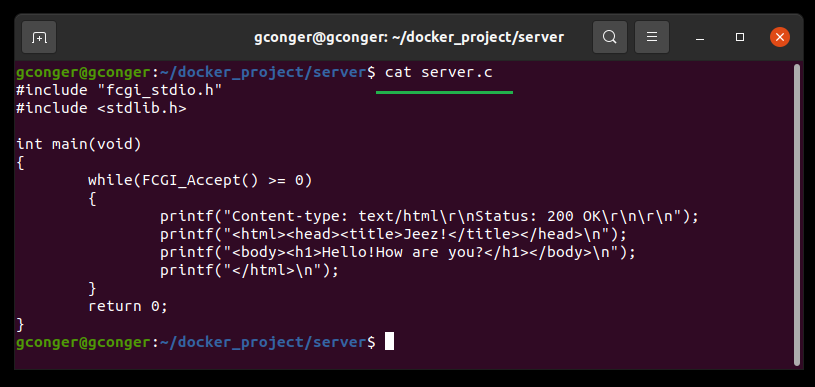 gconger@gconger: ~/docker_project/server
gconger@gconger:~/docker_project/server$ cat server.c
#include "fcgi_stdio.h"
#include <stdlib.h>
int main(void)
{
        while(FCGI_Accept() >= 0)
        {
                printf("Content-type: text/html\r\nStatus: 200 OK\r\n\r\n");
                printf("<html><head><title>Jeez!</title></head>\n");
                printf("<body><h1>Hello!How are you?</h1></body>\n");
                printf("</html>\n");
        }
        return 0;
}
gconger@gconger:~/docker_project/server$